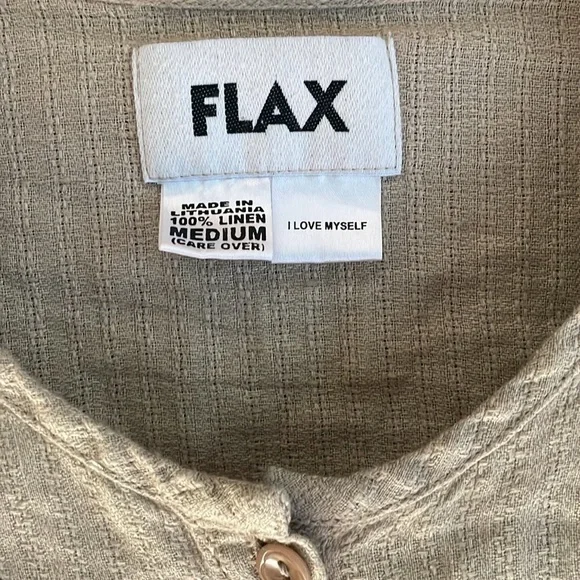 FLAX
MADE IN
LITHUANIA
100% LINEN
MEDIUM
(CARE OVER)
I LOVE MYSELF